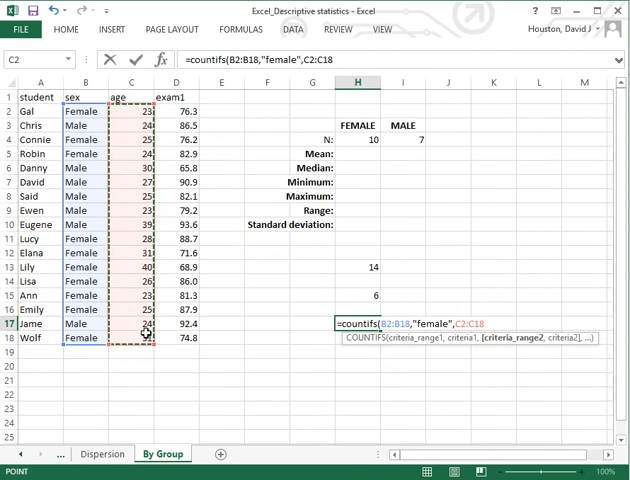 Excel_Descriptive statistics - Excel
?
FILE HOME INSERT PAGE LAYOUT FORMULAS DATA REVIEW VIEW Houston, David J
C2 =countifs(B2:B18,"female",C2:C18
A B C D E F G H I J K L M
1 student sex age exam1
2 Gal Female 23 76.3
3 Chris Male 24 86.5 FEMALE MALE
4 Connie Female 25 76.2 N: 10 7
5 Robin Female 24 82.9 Mean:
6 Danny Male 30 65.8 Median:
7 David Male 27 90.9 Minimum:
8 Said Male 25 82.1 Maximum:
9 Ewen Male 23 79.2 Range:
10 Eugene Male 39 93.6 Standard deviation:
11 Lucy Female 28 88.7
12 Elana Female 31 71.6
13 Lily Female 40 68.9 14
14 Lisa Female 26 86.0
15 Ann Female 23 81.3 6
16 Emily Female 25 87.9
17 Jame Male 24 92.4 =countifs(B2:B18,"female",C2:C18
18 Wolf Female 31 74.8 COUNTIFS(criteria_range1, criteria1, [criteria_range2, criteria2], ...)
19
20
21
22
23
24
25
... Dispersion By Group
POINT 100%